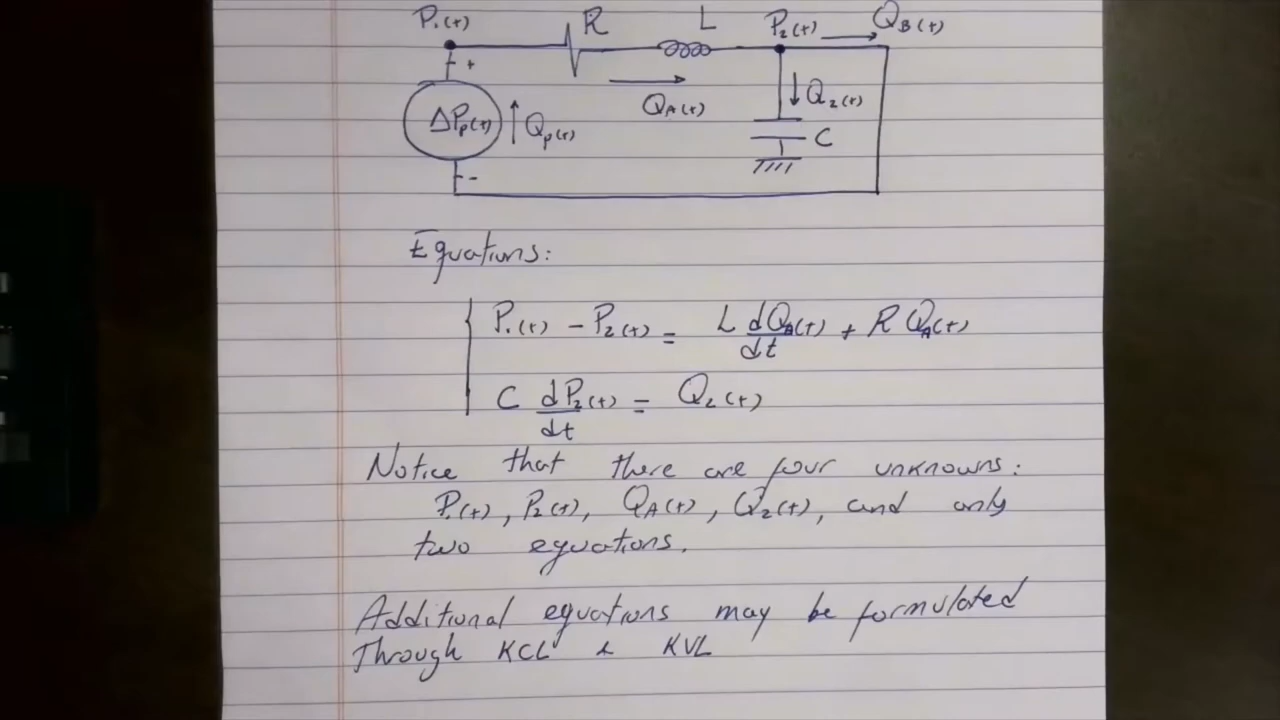 P₁(t) R L P₂(t) Q_B(t)
+
ΔP_p(t) Q_p(t) Q_A(t) Q₂(t)
C
-
Equations:
P₁(t) - P₂(t) = L dQ_A(t)/dt + R Q_A(t)
C dP₂(t)/dt = Q₂(t)
Notice that there are four unknowns:
P₁(t), P₂(t), Q_A(t), Q₂(t), and only
two equations.
Additional equations may be formulated
Through KCL & KVL